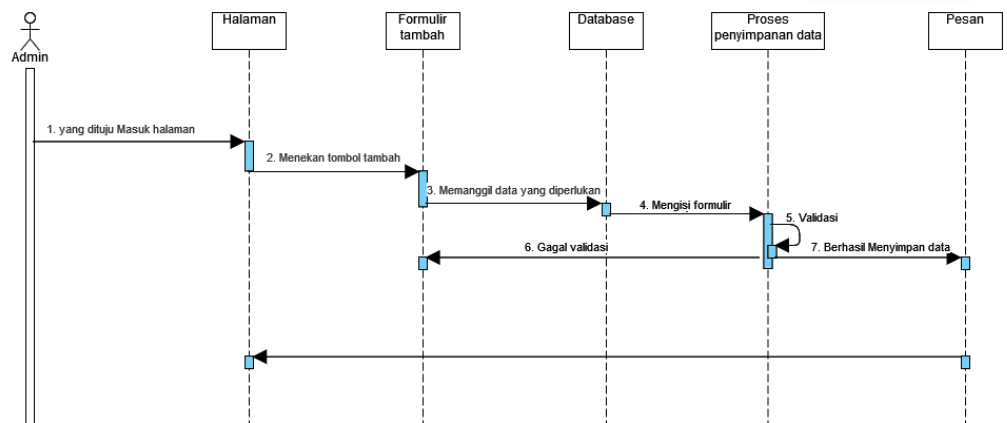 Halaman
Formulir
tambah
Database
Proses
penyimpanan data
Pesan
Admin
1. yang dituju Masuk halaman
2. Menekan tombol tambah
3. Memanggil data yang diperlukan
4. Mengisi formulir
5. Validasi
6. Gagal validasi
7. Berhasil Menyimpan data